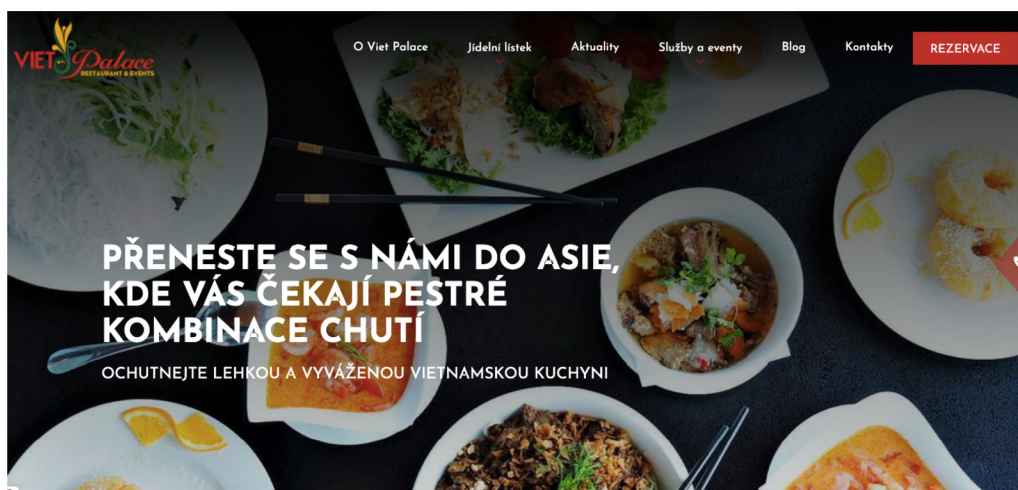 VIET Palace
RESTAURANT & EVENTS
O Viet Palace
Jídelní lístek
Aktuality
Služby a eventy
Blog
Kontakty
REZERVACE
PŘENESTE SE S NÁMI DO ASIE,
KDE VÁS ČEKAJÍ PESTRÉ
KOMBINACE CHUTÍ
OCHUTNEJTE LEHKOU A VYVÁŽENOU VIETNAMSKOU KUCHYNI